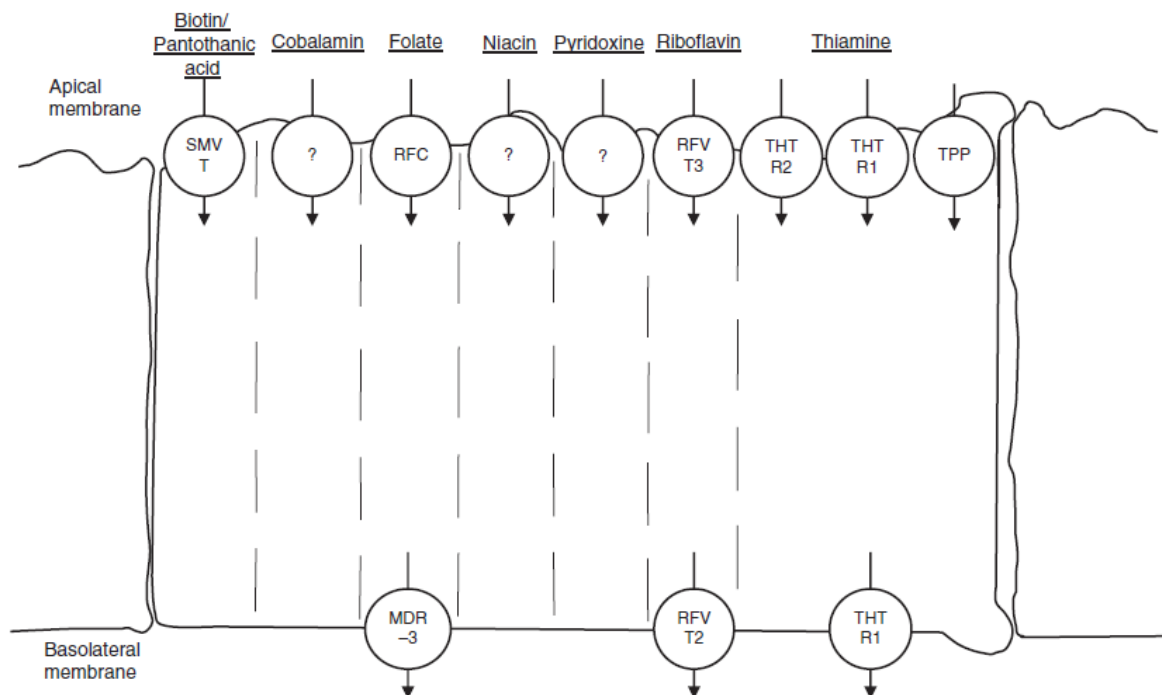 Biotin/
Pantothanic
acid
Cobalamin
Folate
Niacin
Pyridoxine
Riboflavin
Thiamine
Apical
membrane
SMV
T
?
RFC
?
?
RFV
T3
THT
R2
THT
R1
TPP
MDR
–3
RFV
T2
THT
R1
Basolateral
membrane